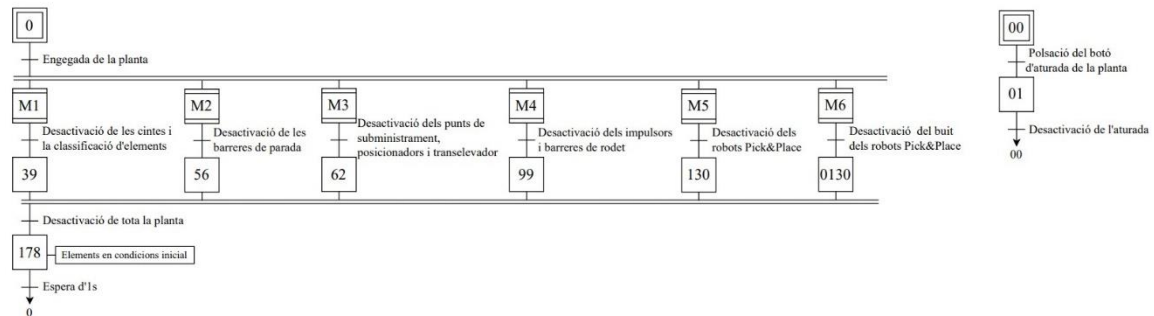 0
Engegada de la planta
M1
M2
M3
M4
M5
M6
Desactivació de les cintes i
la classificació d'elements
Desactivació de les
barreres de parada
Desactivació dels punts de
subministrament,
posicionadors i transelevador
Desactivació dels impulsors
i barreres de rodet
Desactivació dels
robots Pick&Place
Desactivació del buit
dels robots Pick&Place
39
56
62
99
130
0130
Desactivació de tota la planta
178
Elements en condicions inicial
Espera d'1s
0
00
Polsació del botó
d'aturada de la planta
01
Desactivació de l'aturada
00